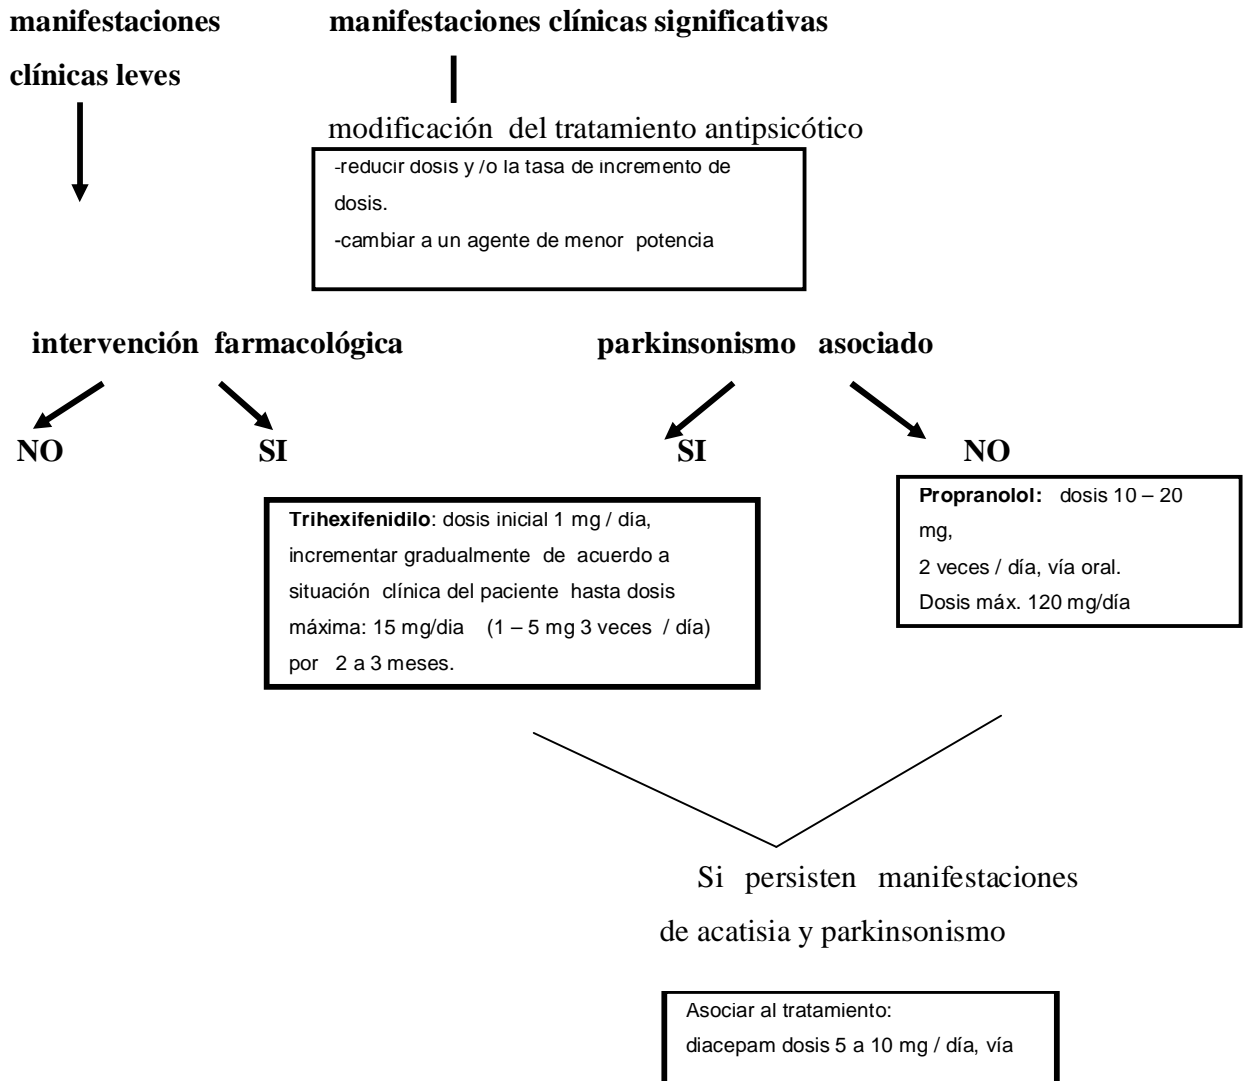 manifestaciones
clínicas leves
manifestaciones clínicas significativas
modificación del tratamiento antipsicótico
-reducir dosis y /o la tasa de incremento de
dosis.
-cambiar a un agente de menor potencia
intervención farmacológica
parkinsonismo asociado
NO
SI
SI
NO
Trihexifenidilo: dosis inicial 1 mg / día,
incrementar gradualmente de acuerdo a
situación clínica del paciente hasta dosis
máxima: 15 mg/dia (1 – 5 mg 3 veces / día)
por 2 a 3 meses.
Propranolol: dosis 10 – 20
mg,
2 veces / día, vía oral.
Dosis máx. 120 mg/día
Si persisten manifestaciones
de acatisia y parkinsonismo
Asociar al tratamiento:
diacepam dosis 5 a 10 mg / día, vía